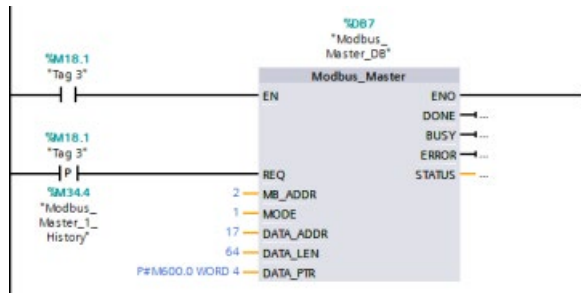 %DB7
"Modbus_
Master_DB"
%M18.1
"Tag 3"
Modbus_Master
EN
ENO
DONE
...
BUSY
...
ERROR
...
%M18.1
"Tag 3"
P
REQ
STATUS
...
%M34.4
"Modbus_
Master_1_
History"
2
MB_ADDR
1
MODE
17
DATA_ADDR
64
DATA_LEN
P#M600.0 WORD 4
DATA_PTR